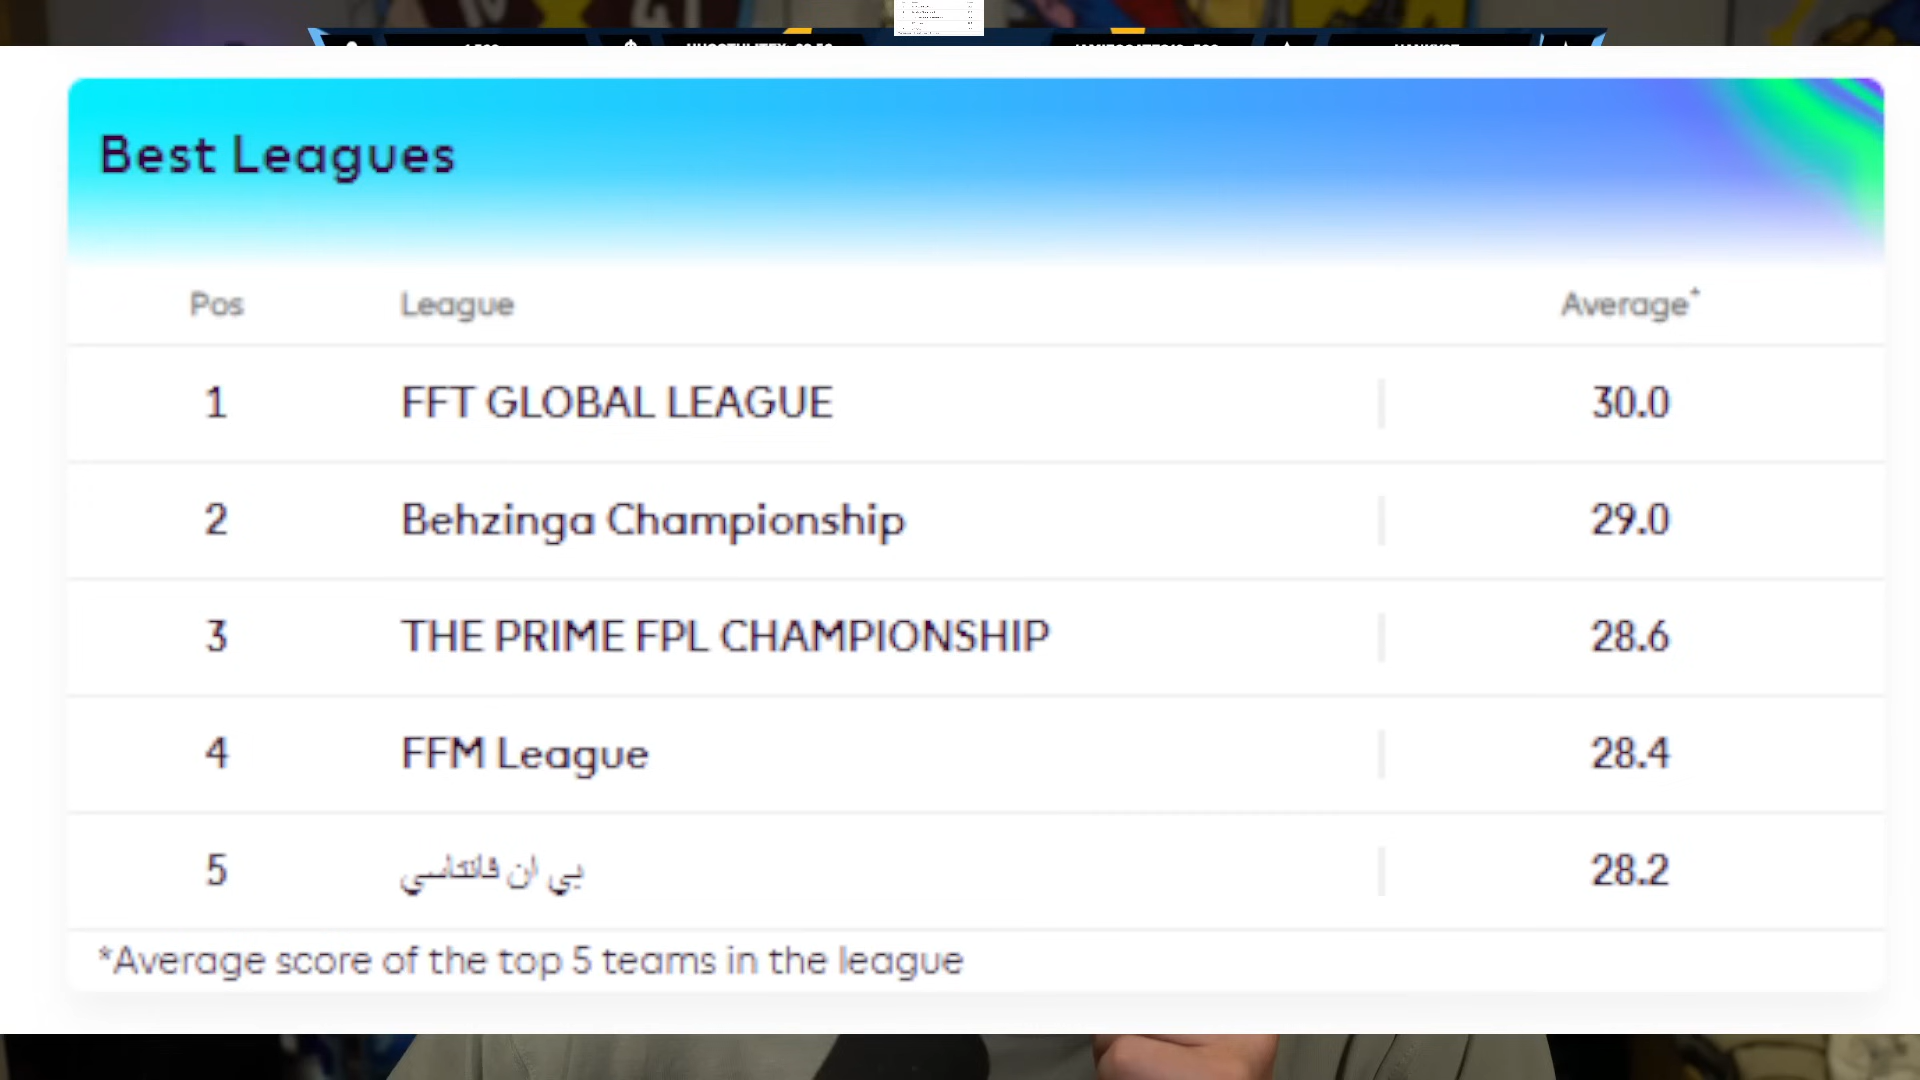 Best Leagues
Pos League Average*
1 FFT GLOBAL LEAGUE 30.0
2 Behzinga Championship 29.0
3 THE PRIME FPL CHAMPIONSHIP 28.6
4 FFM League 28.4
5 بي ان فانتاسي 28.2
*Average score of the top 5 teams in the league